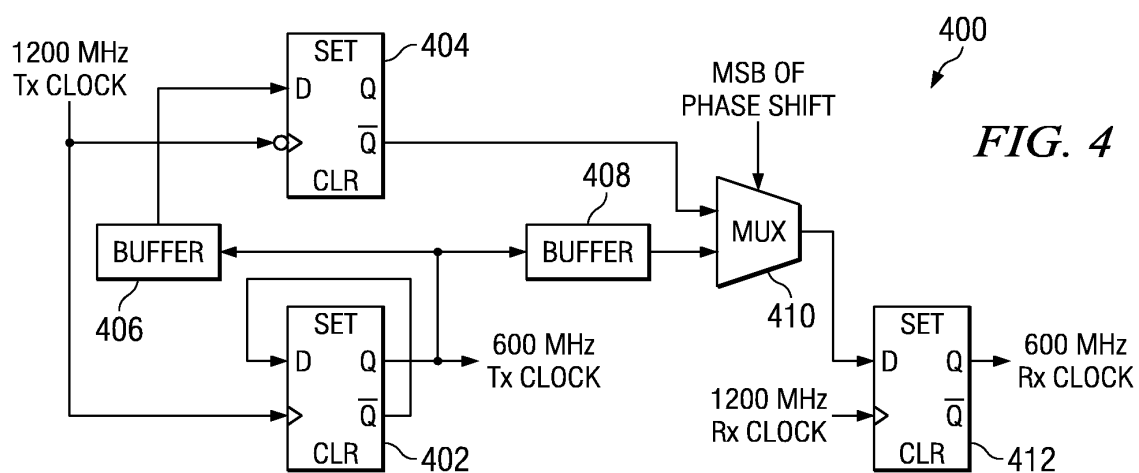 1200 MHz
Tx CLOCK
SET
D Q
Q̅
CLR
404
MSB OF
PHASE SHIFT
400
FIG. 4
BUFFER
406
408
BUFFER
MUX
410
SET
D Q
Q̅
CLR
402
600 MHz
Tx CLOCK
1200 MHz
Rx CLOCK
SET
D Q
Q̅
CLR
412
600 MHz
Rx CLOCK